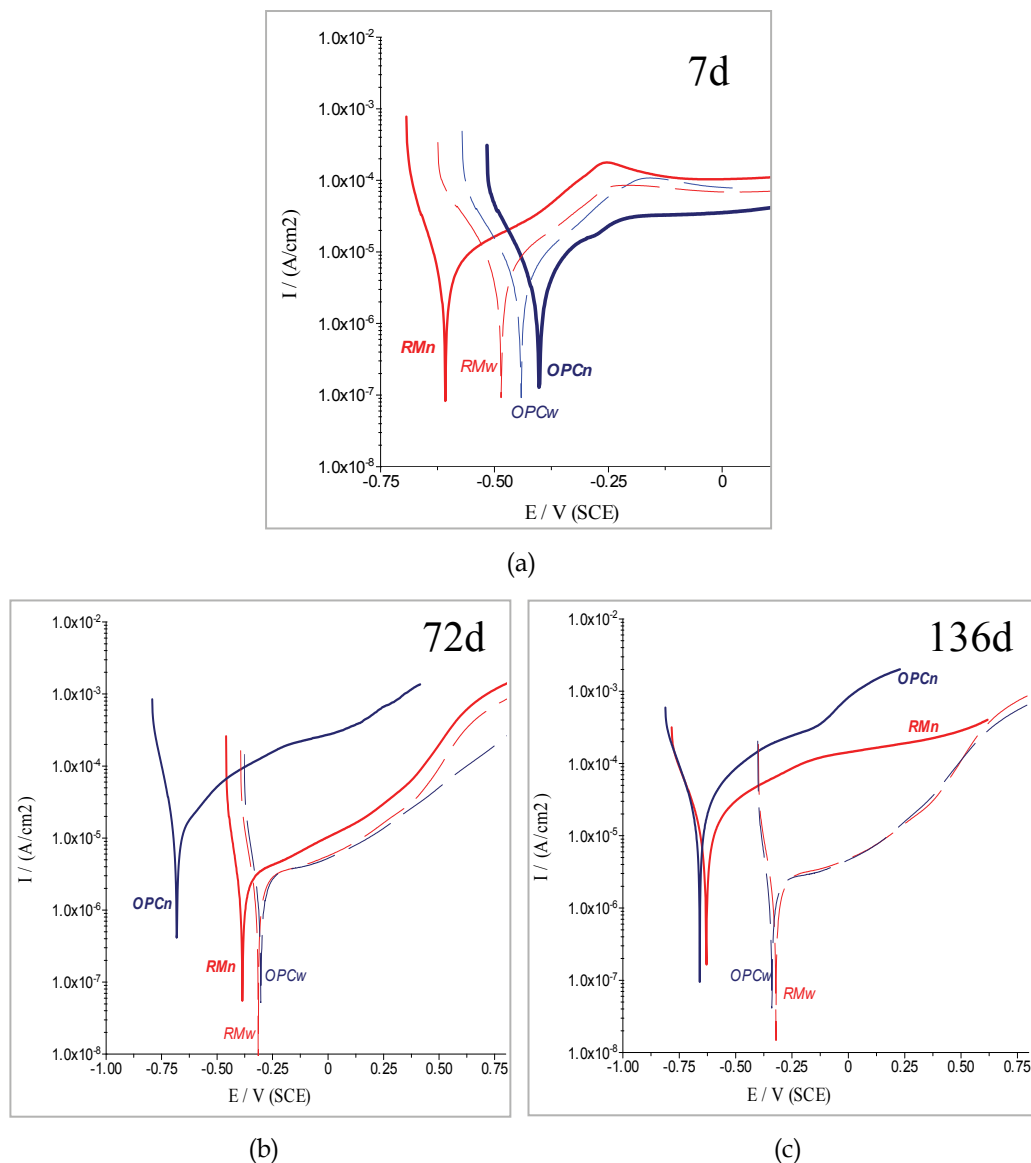 7d
1.0x10-2
1.0x10-3
1.0x10-4
1.0x10-5
1.0x10-6
1.0x10-7
1.0x10-8
I / (A/cm2)
RMn
RMw
OPCn
OPCw
-0.75
-0.50
-0.25
0
E / V (SCE)
(a)
72d
1.0x10-2
1.0x10-3
1.0x10-4
1.0x10-5
1.0x10-6
1.0x10-7
1.0x10-8
I / (A/cm2)
OPCn
RMn
OPCw
RMw
-1.00
-0.75
-0.50
-0.25
0
0.25
0.50
0.75
E / V (SCE)
(b)
136d
1.0x10-2
1.0x10-3
1.0x10-4
1.0x10-5
1.0x10-6
1.0x10-7
1.0x10-8
I / (A/cm2)
OPCn
RMn
OPCw
RMw
-1.00
-0.75
-0.50
-0.25
0
0.25
0.50
0.75
E / V (SCE)
(c)